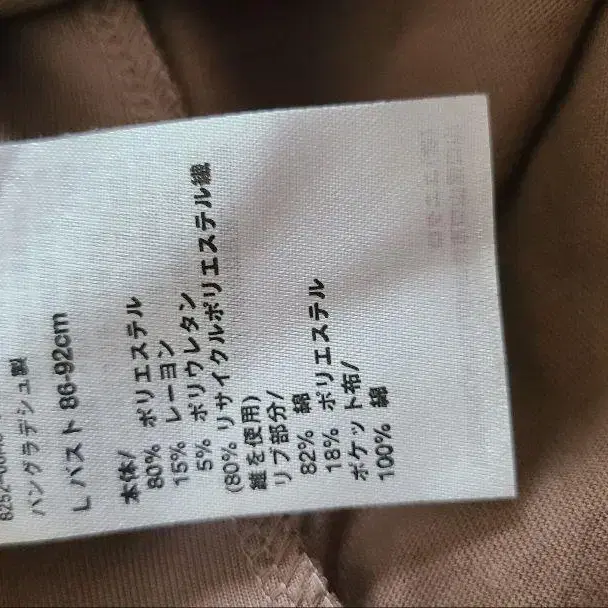 バングラデシュ製
L バスト 86-92cm
本体/
80% ポリエステル
15% レーヨン
5% ポリウレタン
(80% リサイクルポリエステル繊
維を使用)
リブ部分/
82% 綿
18% ポリエステル
ポケット布/
100% 綿